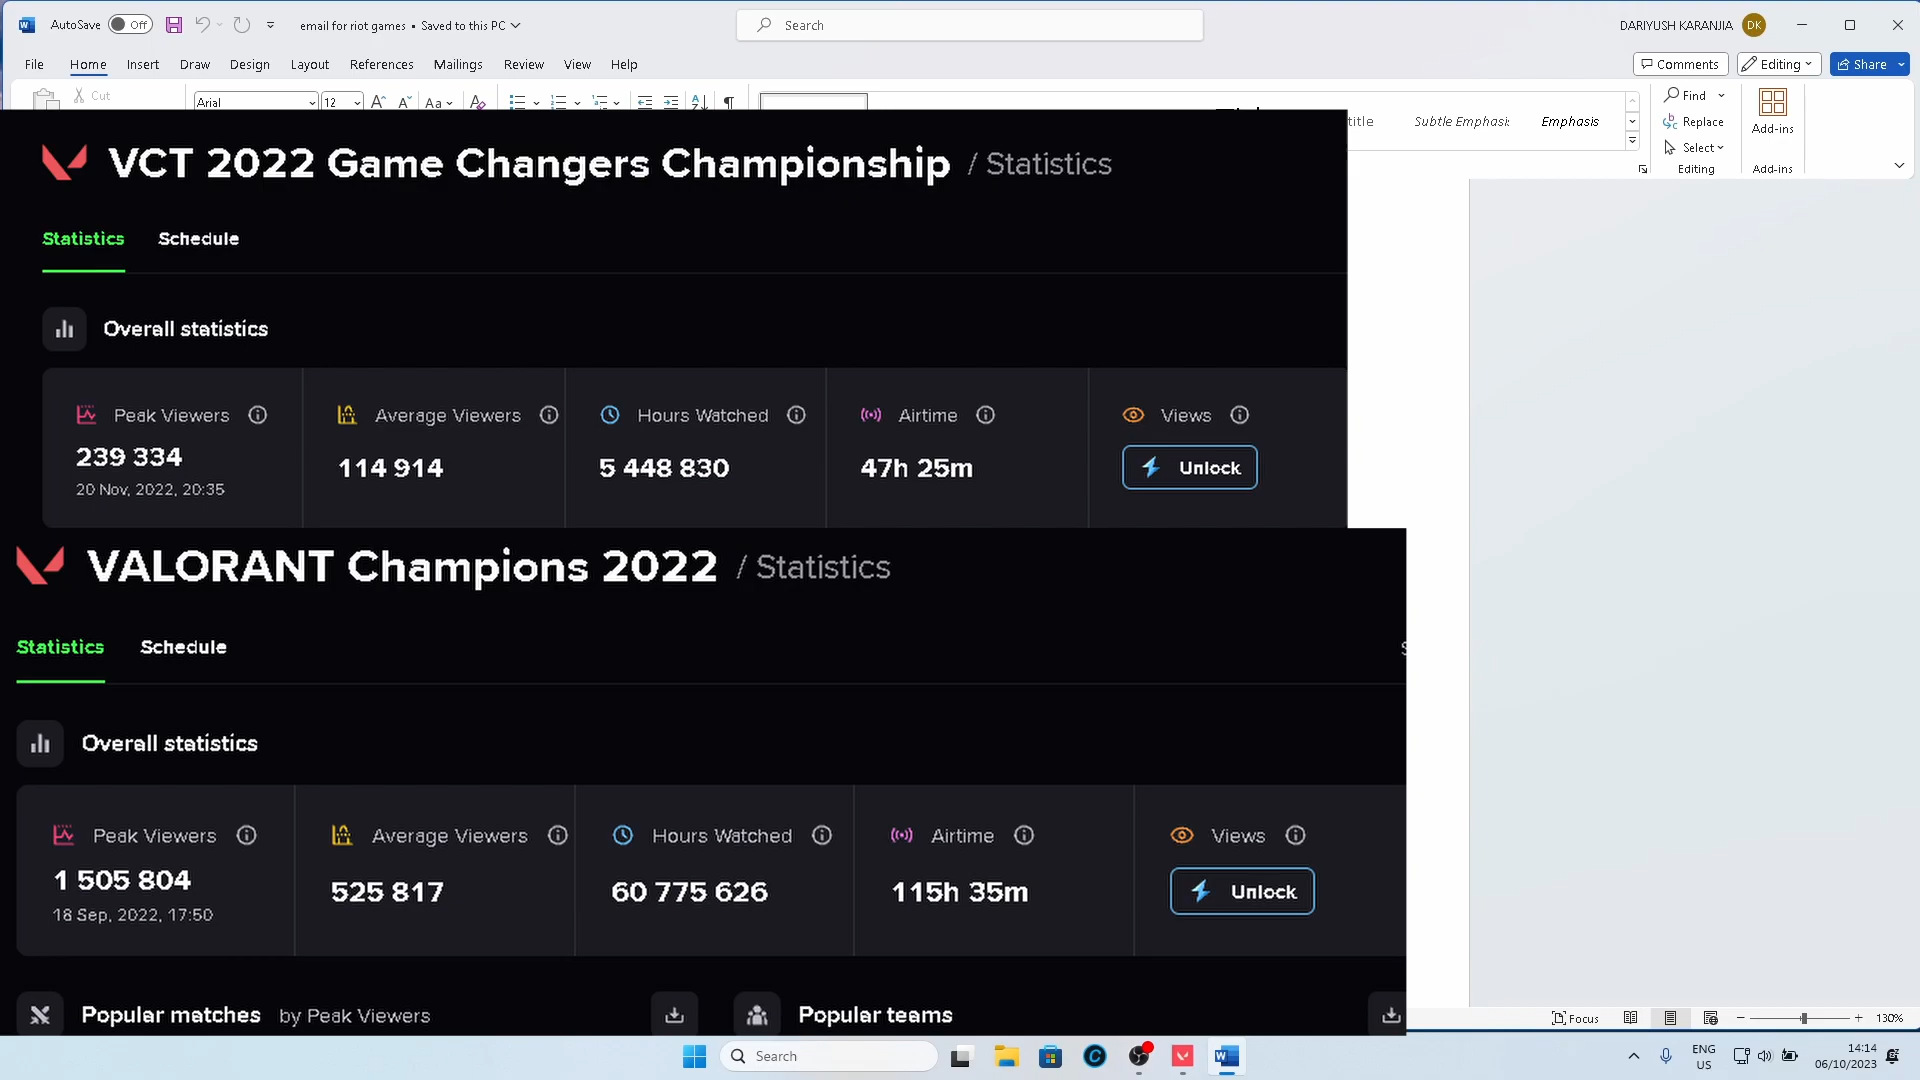 AutoSave Off email for riot games • Saved to this PC Search DARIYUSH KARANJIA DK
File Home Insert Draw Design Layout References Mailings Review View Help Comments Editing Share
Cut Arial 12 Aa title Subtle Emphasi: Emphasis Find Replace Select Editing Add-ins Add-ins
VCT 2022 Game Changers Championship / Statistics
Statistics Schedule
Overall statistics
Peak Viewers Average Viewers Hours Watched Airtime Views
239 334 114 914 5 448 830 47h 25m Unlock
20 Nov, 2022, 20:35
VALORANT Champions 2022 / Statistics
Statistics Schedule
Overall statistics
Peak Viewers Average Viewers Hours Watched Airtime Views
1 505 804 525 817 60 775 626 115h 35m Unlock
18 Sep, 2022, 17:50
Popular matches by Peak Viewers Popular teams
Focus 130%
Search ENG US 14:14 06/10/2023